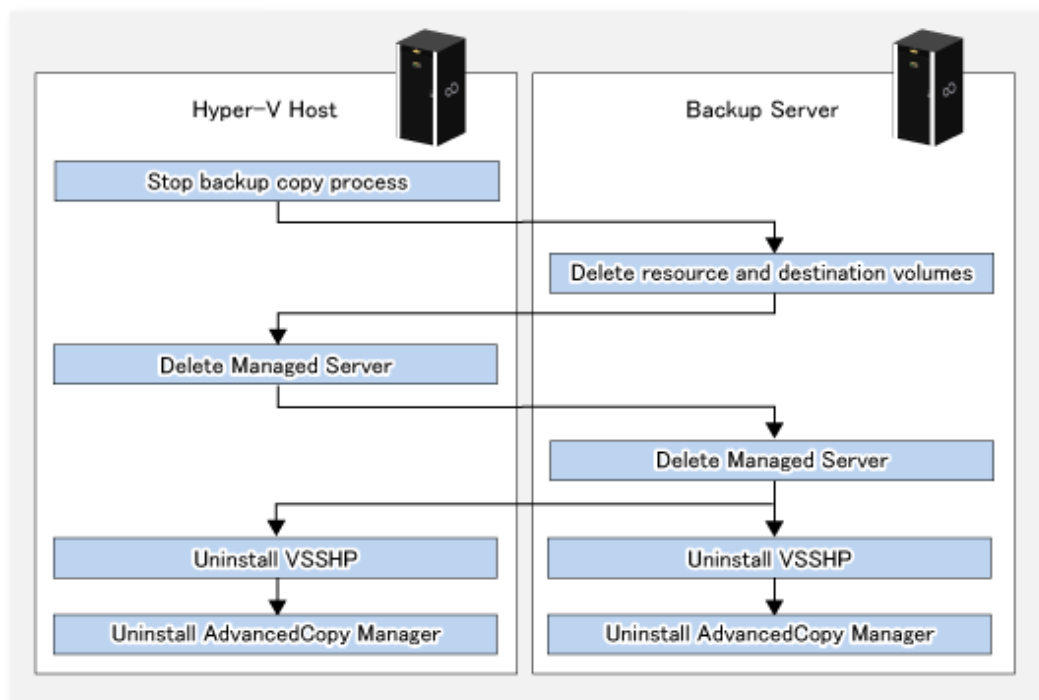 Hyper-V Host
Backup Server
Stop backup copy process
Delete resource and destination volumes
Delete Managed Server
Delete Managed Server
Uninstall VSSHP
Uninstall VSSHP
Uninstall AdvancedCopy Manager
Uninstall AdvancedCopy Manager